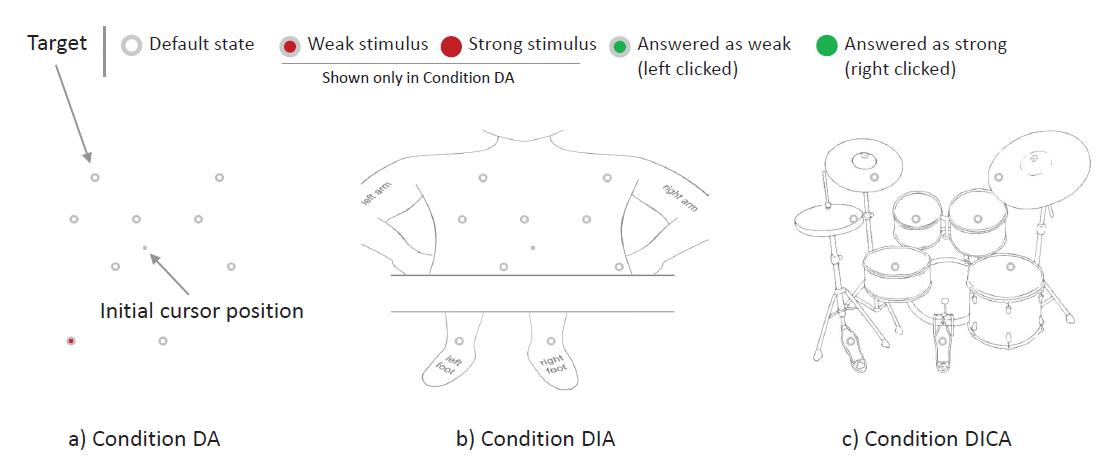 Target
Default state
Weak stimulus
Strong stimulus
Answered as weak
(left clicked)
Answered as strong
(right clicked)
Shown only in Condition DA
Initial cursor position
left arm
right arm
left
foot
right
foot
a) Condition DA
b) Condition DIA
c) Condition DICA